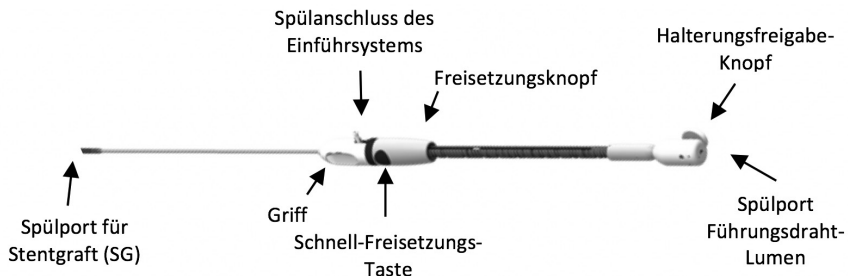 Spülanschluss des
Einführsystems
Halterungsfreigabe-
Knopf
Freisetzungsknopf
Spülport für
Stentgraft (SG)
Griff
Schnell-Freisetzungs-
Taste
Spülport
Führungsdraht-
Lumen